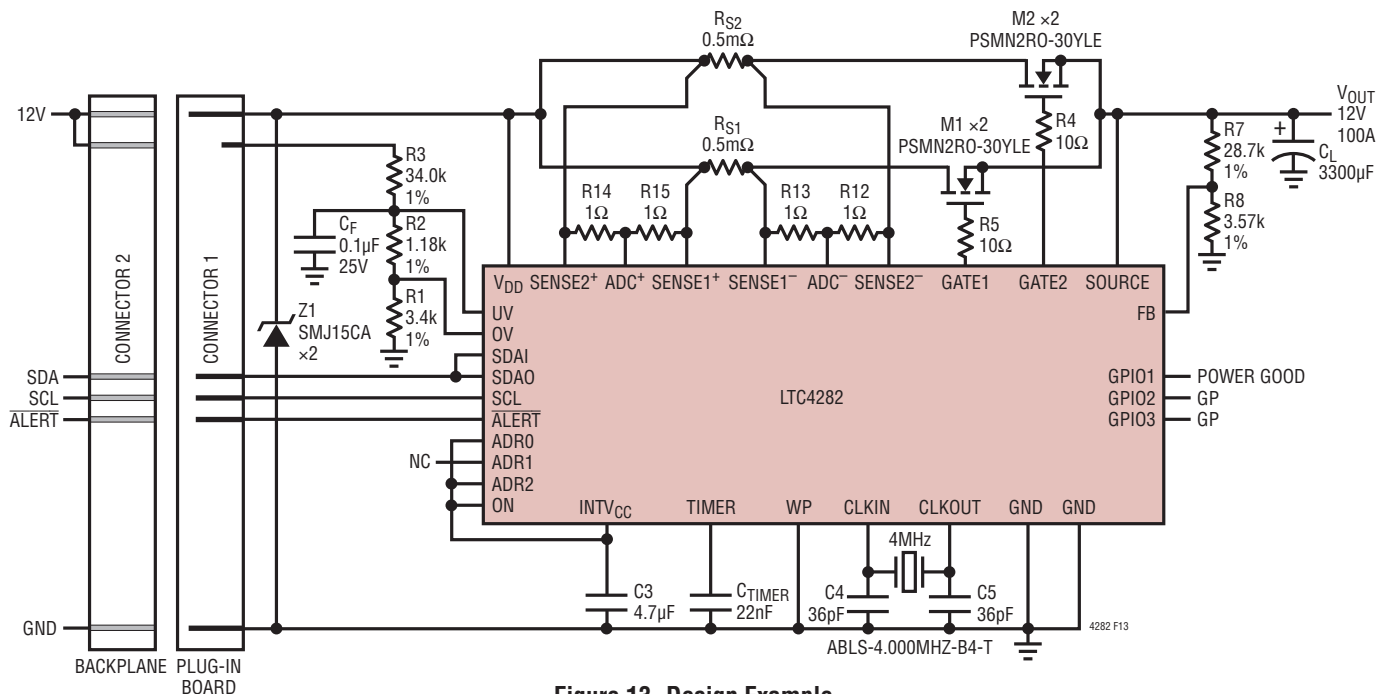 RS2
0.5mΩ
M2 ×2
PSMN2RO-30YLE
12V
R3
34.0k
1%
RS1
0.5mΩ
M1 ×2
PSMN2RO-30YLE
R4
10Ω
VOUT
12V
100A
R7
28.7k
1%
+
CL
3300µF
R14
1Ω
R15
1Ω
R13
1Ω
R12
1Ω
R5
10Ω
R8
3.57k
1%
CF
0.1µF
25V
R2
1.18k
1%
R1
3.4k
1%
Z1
SMJ15CA
×2
CONNECTOR 2
CONNECTOR 1
VDD SENSE2+ ADC+ SENSE1+ SENSE1– ADC– SENSE2– GATE1 GATE2 SOURCE
UV
OV
SDAI
SDAO
SCL
ALERT
ADR0
ADR1
ADR2
ON
FB
GPIO1
GPIO2
GPIO3
POWER GOOD
GP
GP
LTC4282
SDA
SCL
ALERT
NC
INTVCC TIMER WP CLKIN CLKOUT GND GND
4MHz
C3
4.7µF
CTIMER
22nF
C4
36pF
C5
36pF
ABLS-4.000MHZ-B4-T
4282 F13
GND
BACKPLANE
PLUG-IN
BOARD
Figure 13. Design Example